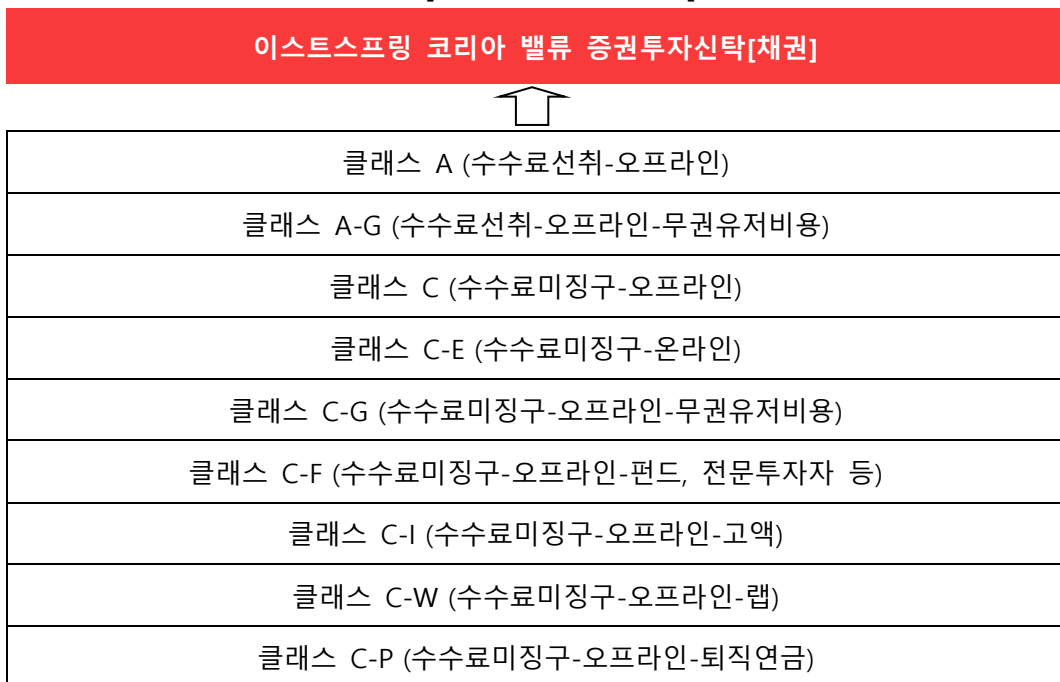 이스트스프링 코리아 밸류 증권투자신탁[채권]
클래스 A (수수료선취-오프라인)
클래스 A-G (수수료선취-오프라인-무권유저비용)
클래스 C (수수료미징구-오프라인)
클래스 C-E (수수료미징구-온라인)
클래스 C-G (수수료미징구-오프라인-무권유저비용)
클래스 C-F (수수료미징구-오프라인-펀드, 전문투자자 등)
클래스 C-I (수수료미징구-오프라인-고액)
클래스 C-W (수수료미징구-오프라인-랩)
클래스 C-P (수수료미징구-오프라인-퇴직연금)